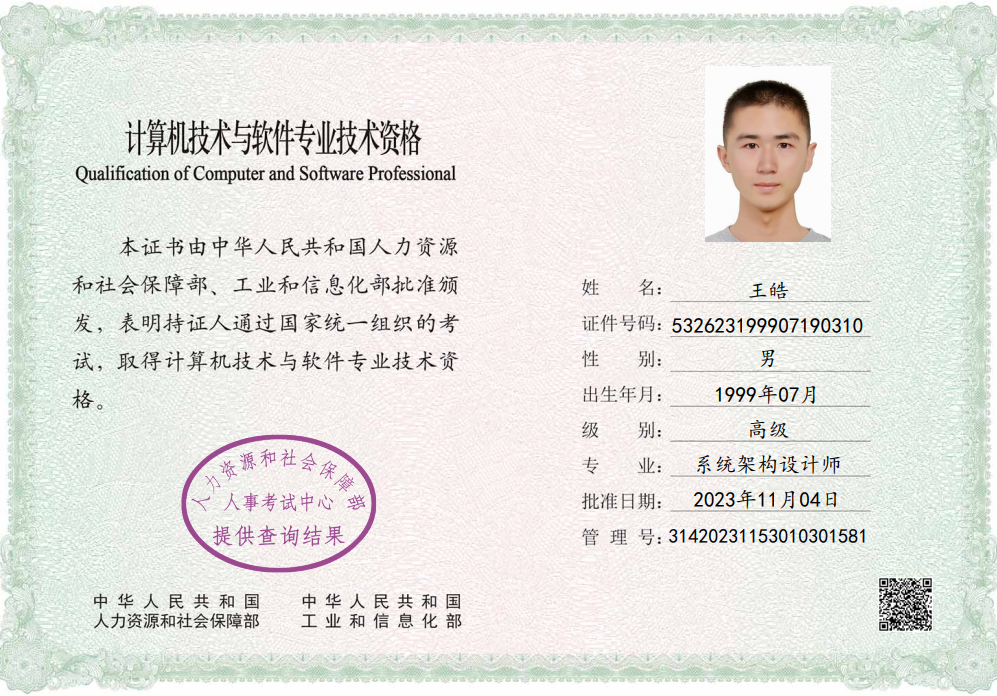 计算机技术与软件专业技术资格
Qualification of Computer and Software Professional
本证书由中华人民共和国人力资源
和社会保障部、工业和信息化部批准颁
发，表明持证人通过国家统一组织的考
试，取得计算机技术与软件专业技术资
格。
人力资源和社会保障部
人事考试中心
提供查询结果
中华人民共和国
人力资源和社会保障部
中华人民共和国
工业和信息化部
姓名：王皓
证件号码：532623199907190310
性别：男
出生年月：1999年07月
级别：高级
专业：系统架构设计师
批准日期：2023年11月04日
管理号：31420231153010301581